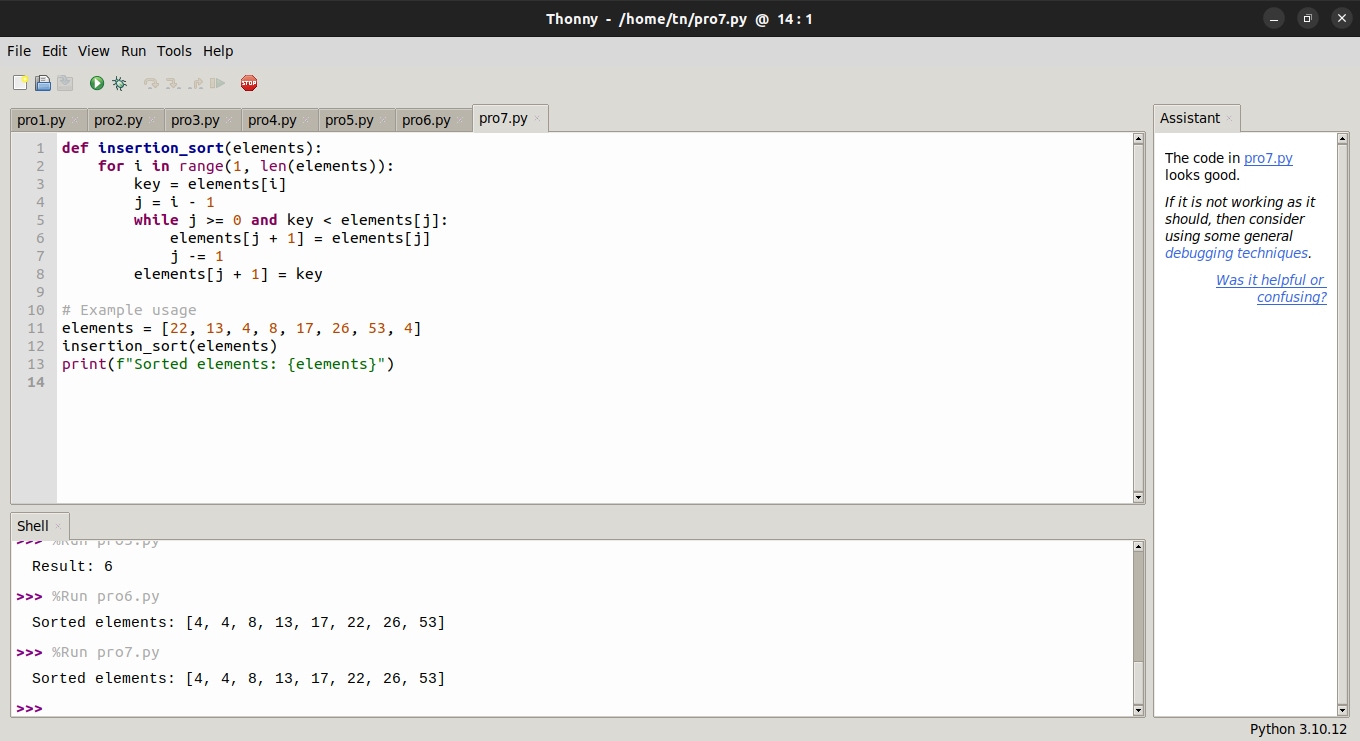 Thonny - /home/tn/pro7.py @ 14:1
File Edit View Run Tools Help
STOP
pro1.py pro2.py pro3.py pro4.py pro5.py pro6.py pro7.py
1 def insertion_sort(elements):
2     for i in range(1, len(elements)):
3         key = elements[i]
4         j = i - 1
5         while j >= 0 and key < elements[j]:
6             elements[j + 1] = elements[j]
7             j -= 1
8         elements[j + 1] = key
9
10 # Example usage
11 elements = [22, 13, 4, 8, 17, 26, 53, 4]
12 insertion_sort(elements)
13 print(f"Sorted elements: {elements}")
14
Shell
>>> %Run pro5.py
Result: 6
>>> %Run pro6.py
Sorted elements: [4, 4, 8, 13, 17, 22, 26, 53]
>>> %Run pro7.py
Sorted elements: [4, 4, 8, 13, 17, 22, 26, 53]
>>>
Assistant
The code in pro7.py
looks good.
If it is not working as it
should, then consider
using some general
debugging techniques.
Was it helpful or
confusing?
Python 3.10.12